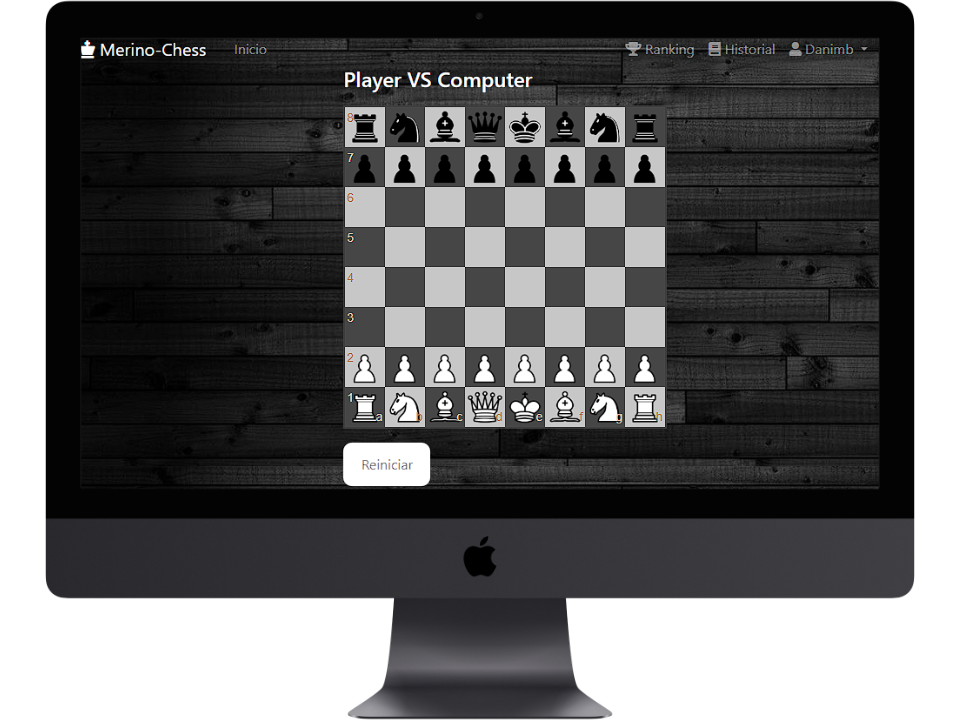 Merino-Chess Inicio Ranking Historial Danimb
Player VS Computer
8
7
6
5
4
3
2
1 a b c d e f g h
Reiniciar